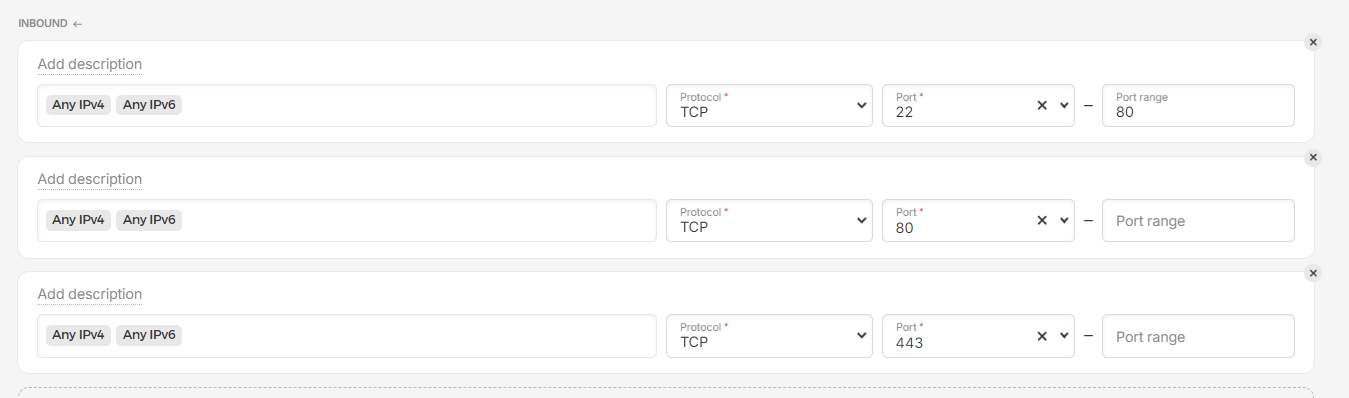 INBOUND ←
Add description
Any IPv4 Any IPv6 Protocol * TCP Port * 22 – Port range 80
Add description
Any IPv4 Any IPv6 Protocol * TCP Port * 80 – Port range
Add description
Any IPv4 Any IPv6 Protocol * TCP Port * 443 – Port range